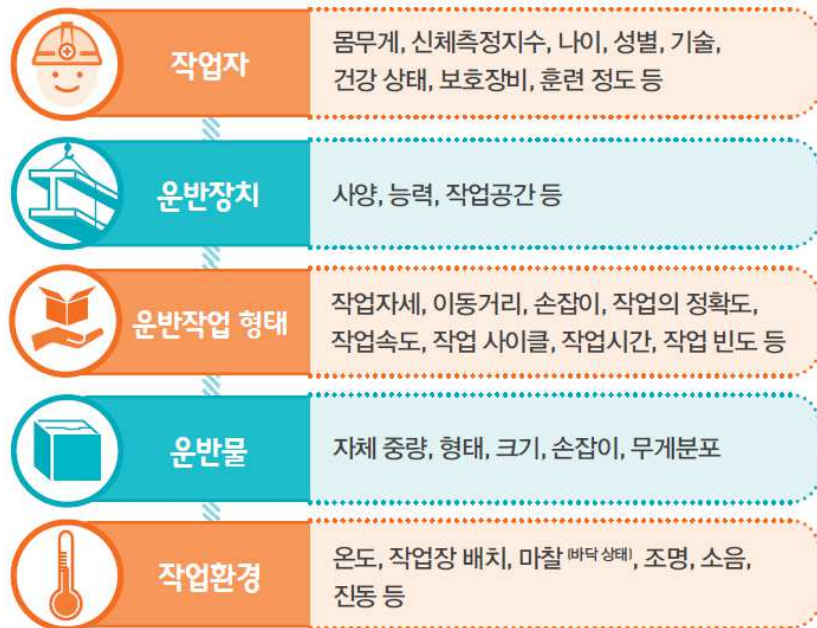 작업자
몸무게, 신체측정지수, 나이, 성별, 기술,
건강 상태, 보호장비, 훈련 정도 등
운반장치
사양, 능력, 작업공간 등
운반작업 형태
작업자세, 이동거리, 손잡이, 작업의 정확도,
작업속도, 작업 사이클, 작업시간, 작업 빈도 등
운반물
자체 중량, 형태, 크기, 손잡이, 무게분포
작업환경
온도, 작업장 배치, 마찰 (바닥 상태), 조명, 소음,
진동 등